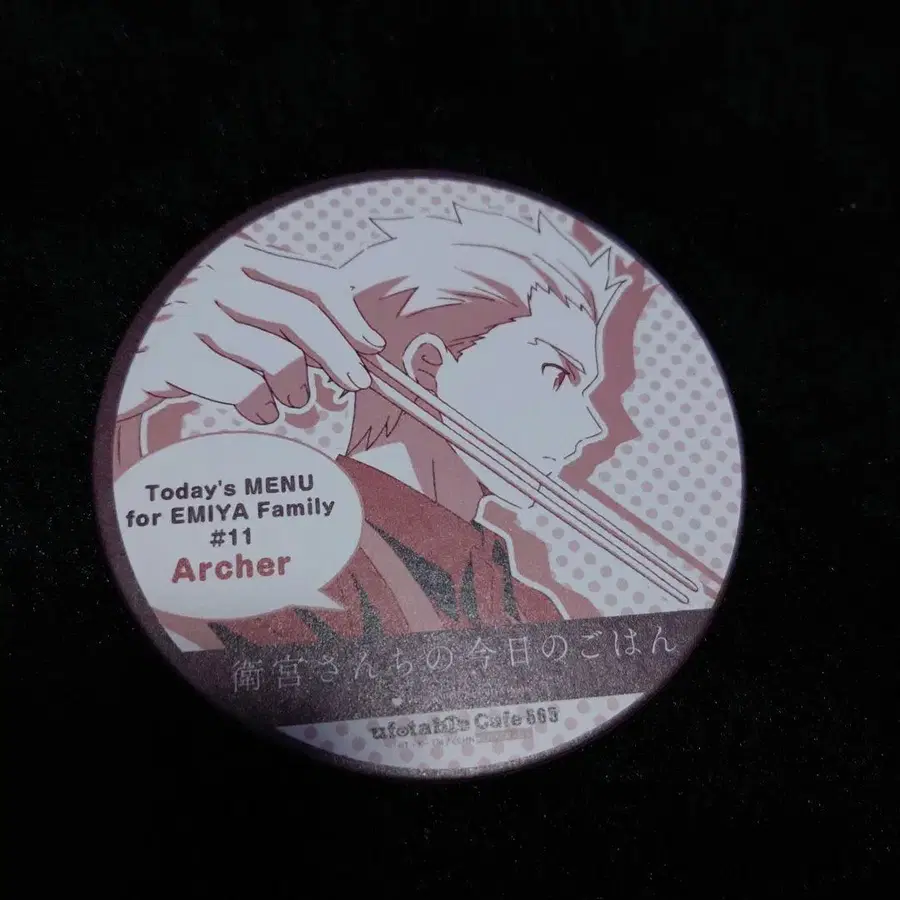 Today's MENU
for EMIYA Family
#11
Archer
衛宮さんちの今日のごはん
ufotable Cafe